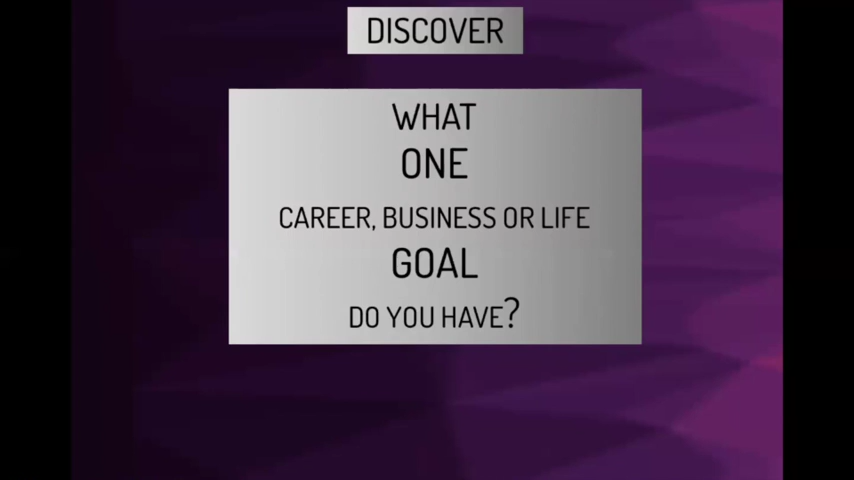 DISCOVER
WHAT
ONE
CAREER, BUSINESS OR LIFE
GOAL
DO YOU HAVE?